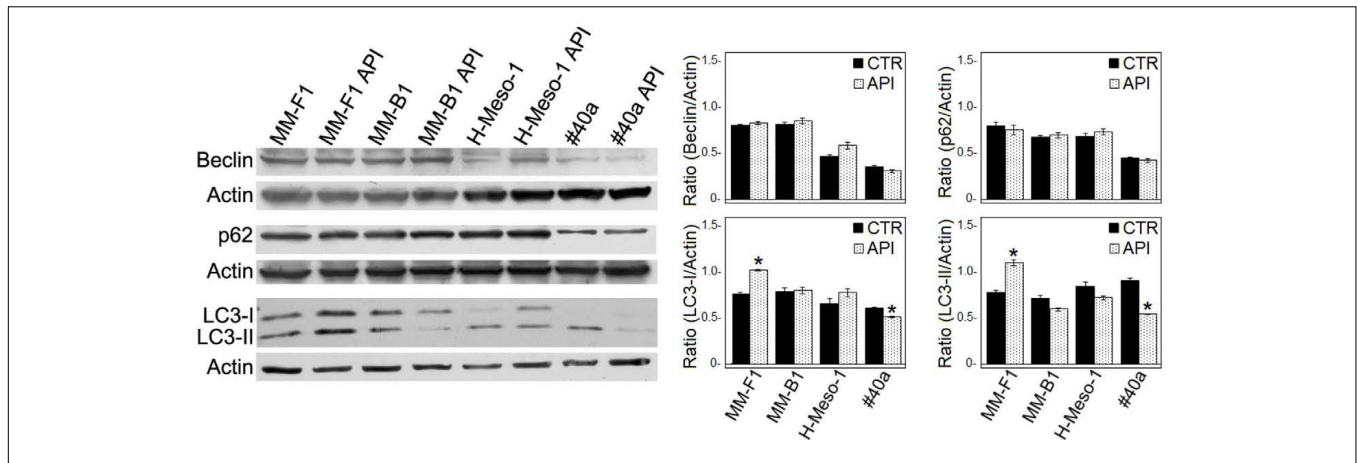 MM-F1
MM-F1 API
MM-B1
MM-B1 API
H-Meso-1
H-Meso-1 API
#40a
#40a API
Beclin
Actin
p62
Actin
LC3-I
LC3-II
Actin
Ratio (Beclin/Actin)
1.5-
1.0-
0.5-
0-
CTR
API
Ratio (p62/Actin)
1.5-
1.0-
0.5-
0-
CTR
API
Ratio (LC3-I/Actin)
1.5-
1.0-
0.5-
0-
CTR
API
*
*
MM-F1
MM-B1
H-Meso-1
#40a
Ratio (LC3-II/Actin)
1.5-
1.0-
0.5-
0-
CTR
API
*
*
MM-F1
MM-B1
H-Meso-1
#40a